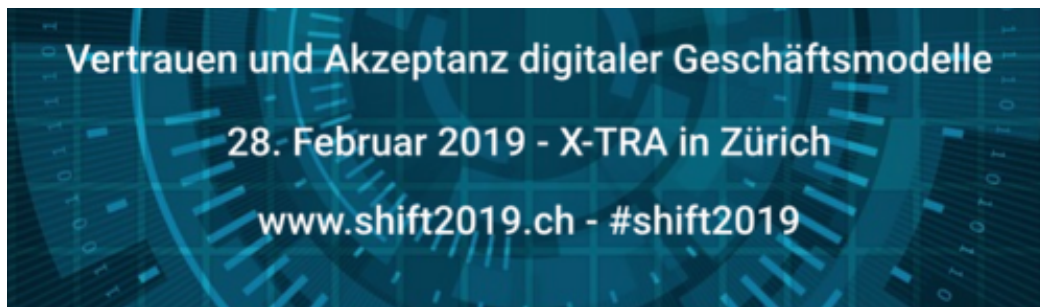 Vertrauen und Akzeptanz digitaler Geschäftsmodelle
28. Februar 2019 - X-TRA in Zürich
www.shift2019.ch - #shift2019